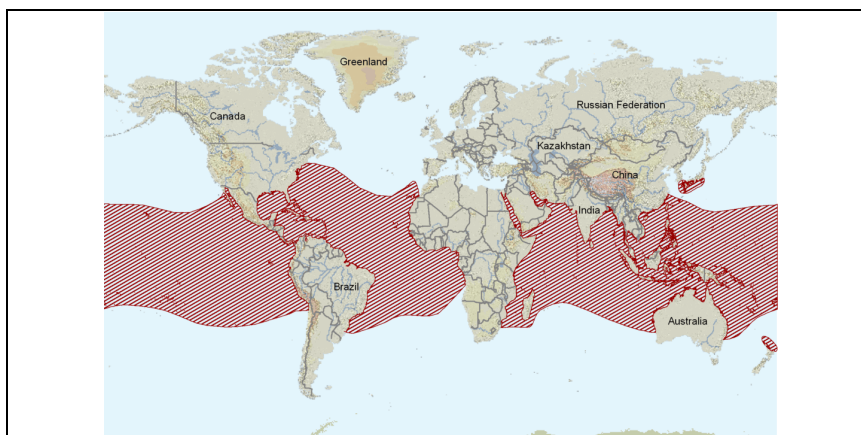 Greenland
Canada
Russian Federation
Kazakhstan
China
India
Brazil
Australia